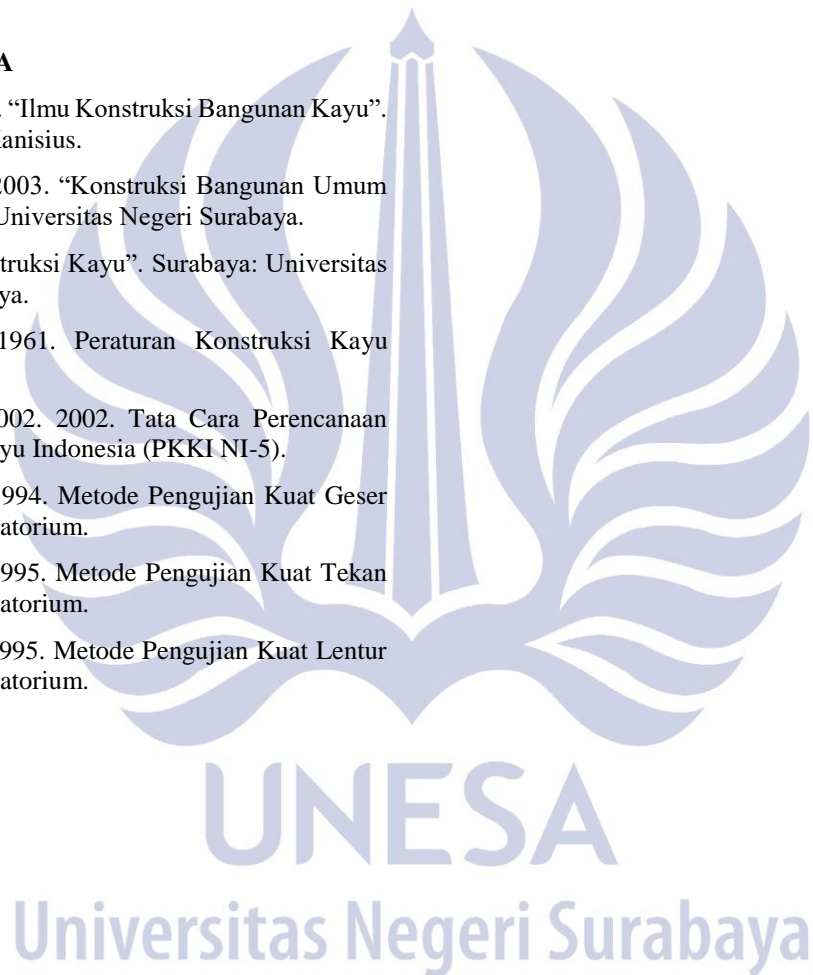 A
. “Ilmu Konstruksi Bangunan Kayu”.
Kanisius.
2003. “Konstruksi Bangunan Umum
Universitas Negeri Surabaya.
truksi Kayu”. Surabaya: Universitas
ya.
1961. Peraturan Konstruksi Kayu
002. 2002. Tata Cara Perencanaan
yu Indonesia (PKKI NI-5).
994. Metode Pengujian Kuat Geser
atorium.
995. Metode Pengujian Kuat Tekan
atorium.
995. Metode Pengujian Kuat Lentur
atorium.
UNESA
Universitas Negeri Surabaya